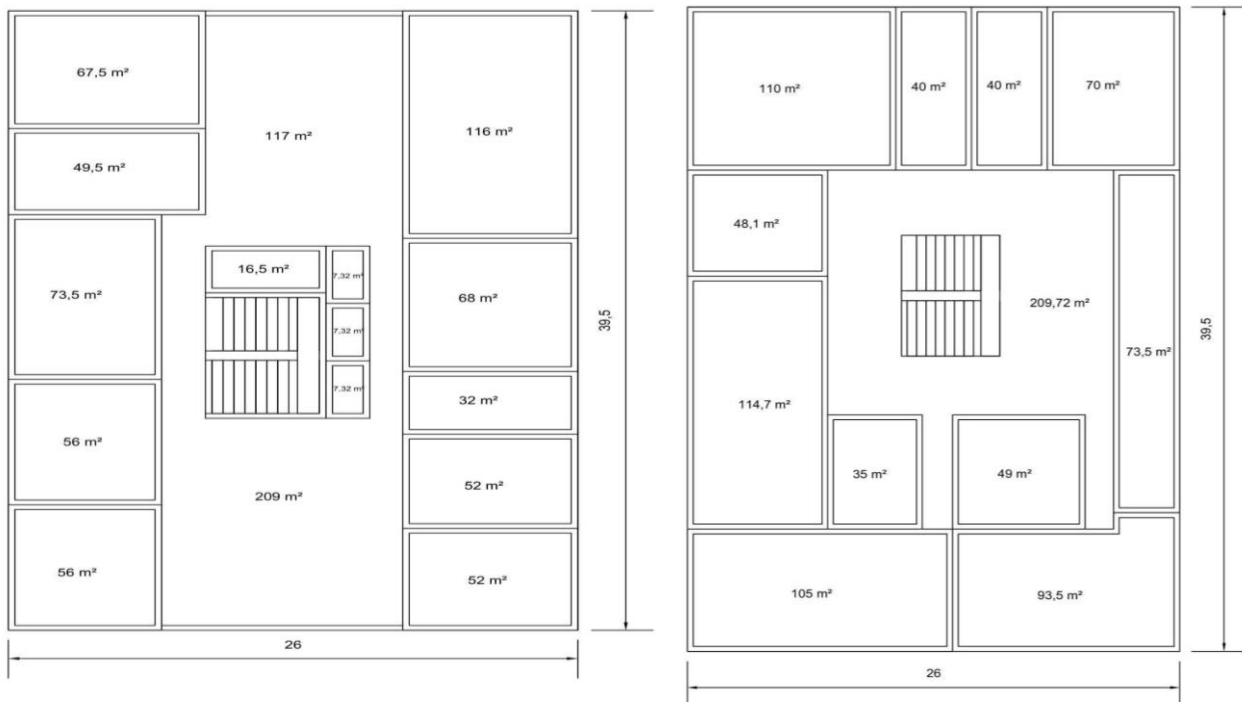 67,5 m²
117 m²
116 m²
49,5 m²
16,5 m²
7,32 m²
73,5 m²
68 m²
7,32 m²
7,32 m²
32 m²
56 m²
209 m²
52 m²
56 m²
52 m²
39,5
26
110 m²
40 m²
40 m²
70 m²
48,1 m²
209,72 m²
73,5 m²
114,7 m²
35 m²
49 m²
105 m²
93,5 m²
39,5
26